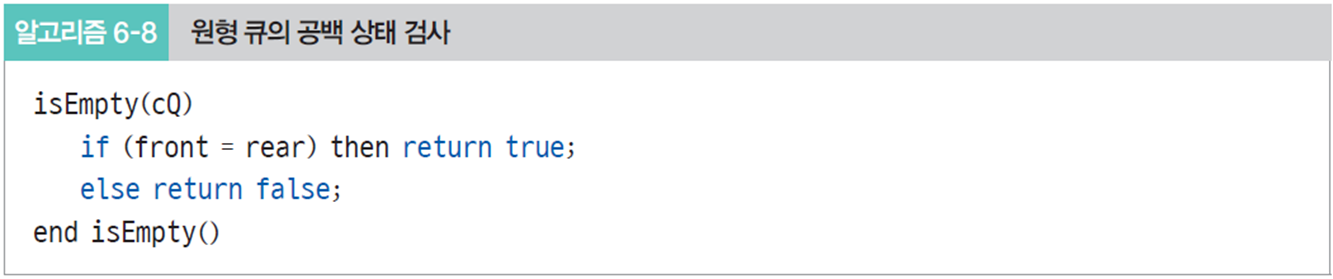 알고리즘 6-8 원형 큐의 공백 상태 검사
isEmpty(cQ)
if (front = rear) then return true;
else return false;
end isEmpty()